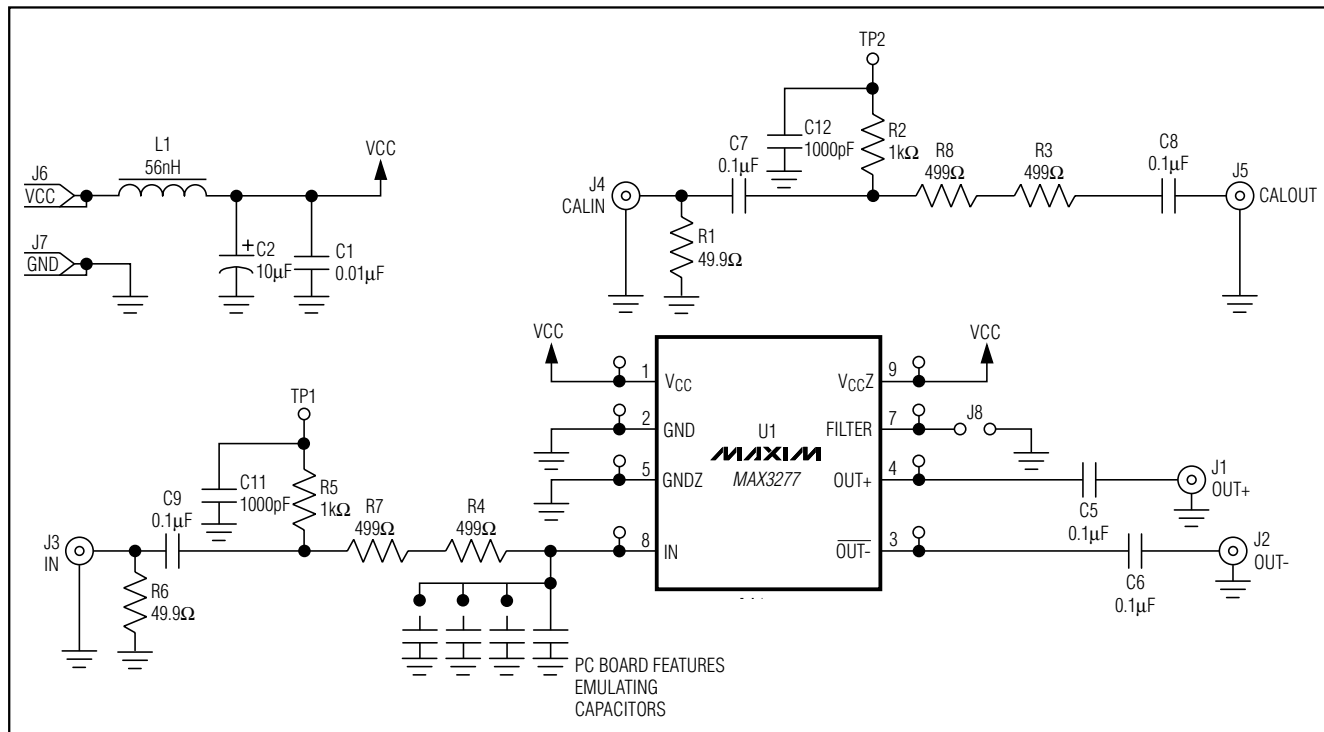 TP2
C12
1000pF
R2
1kΩ
C7
0.1µF
R8
499Ω
R3
499Ω
C8
0.1µF
J4
CALIN
J5
CALOUT
R1
49.9Ω
L1
56nH
VCC
J6
VCC
J7
GND
+
C2
10µF
C1
0.01µF
VCC
VCC
1
VCC
VCCZ
9
2
GND
FILTER
7
J8
U1
MAXIM
MAX3277
5
GNDZ
OUT+
4
J1
OUT+
C5
0.1µF
8
IN
OUT-
3
J2
OUT-
C6
0.1µF
TP1
C11
1000pF
R5
1kΩ
C9
0.1µF
R7
499Ω
R4
499Ω
J3
IN
R6
49.9Ω
PC BOARD FEATURES
EMULATING
CAPACITORS